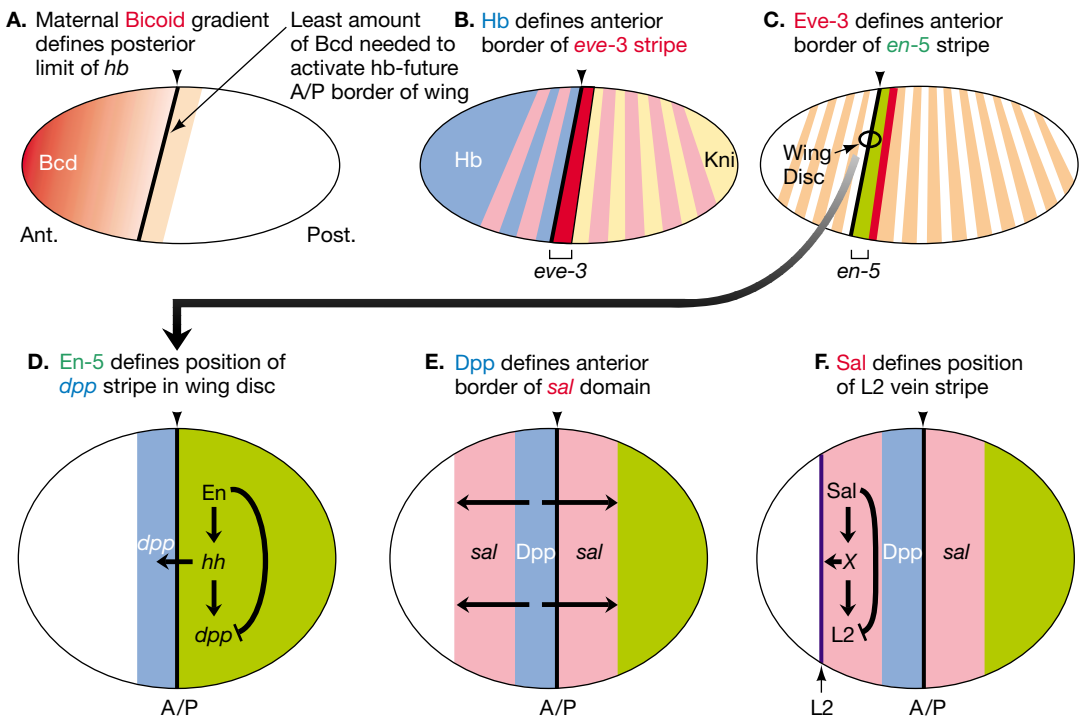 A. Maternal Bicoid gradient
defines posterior
limit of hb
Least amount
of Bcd needed to
activate hb-future
A/P border of wing
Bcd
Ant.
Post.
B. Hb defines anterior
border of eve-3 stripe
Hb
Kni
eve-3
C. Eve-3 defines anterior
border of en-5 stripe
Wing
Disc
en-5
D. En-5 defines position of
dpp stripe in wing disc
En
dpp
hh
dpp
A/P
E. Dpp defines anterior
border of sal domain
sal
Dpp
sal
A/P
F. Sal defines position
of L2 vein stripe
Sal
X
Dpp
sal
L2
L2
A/P